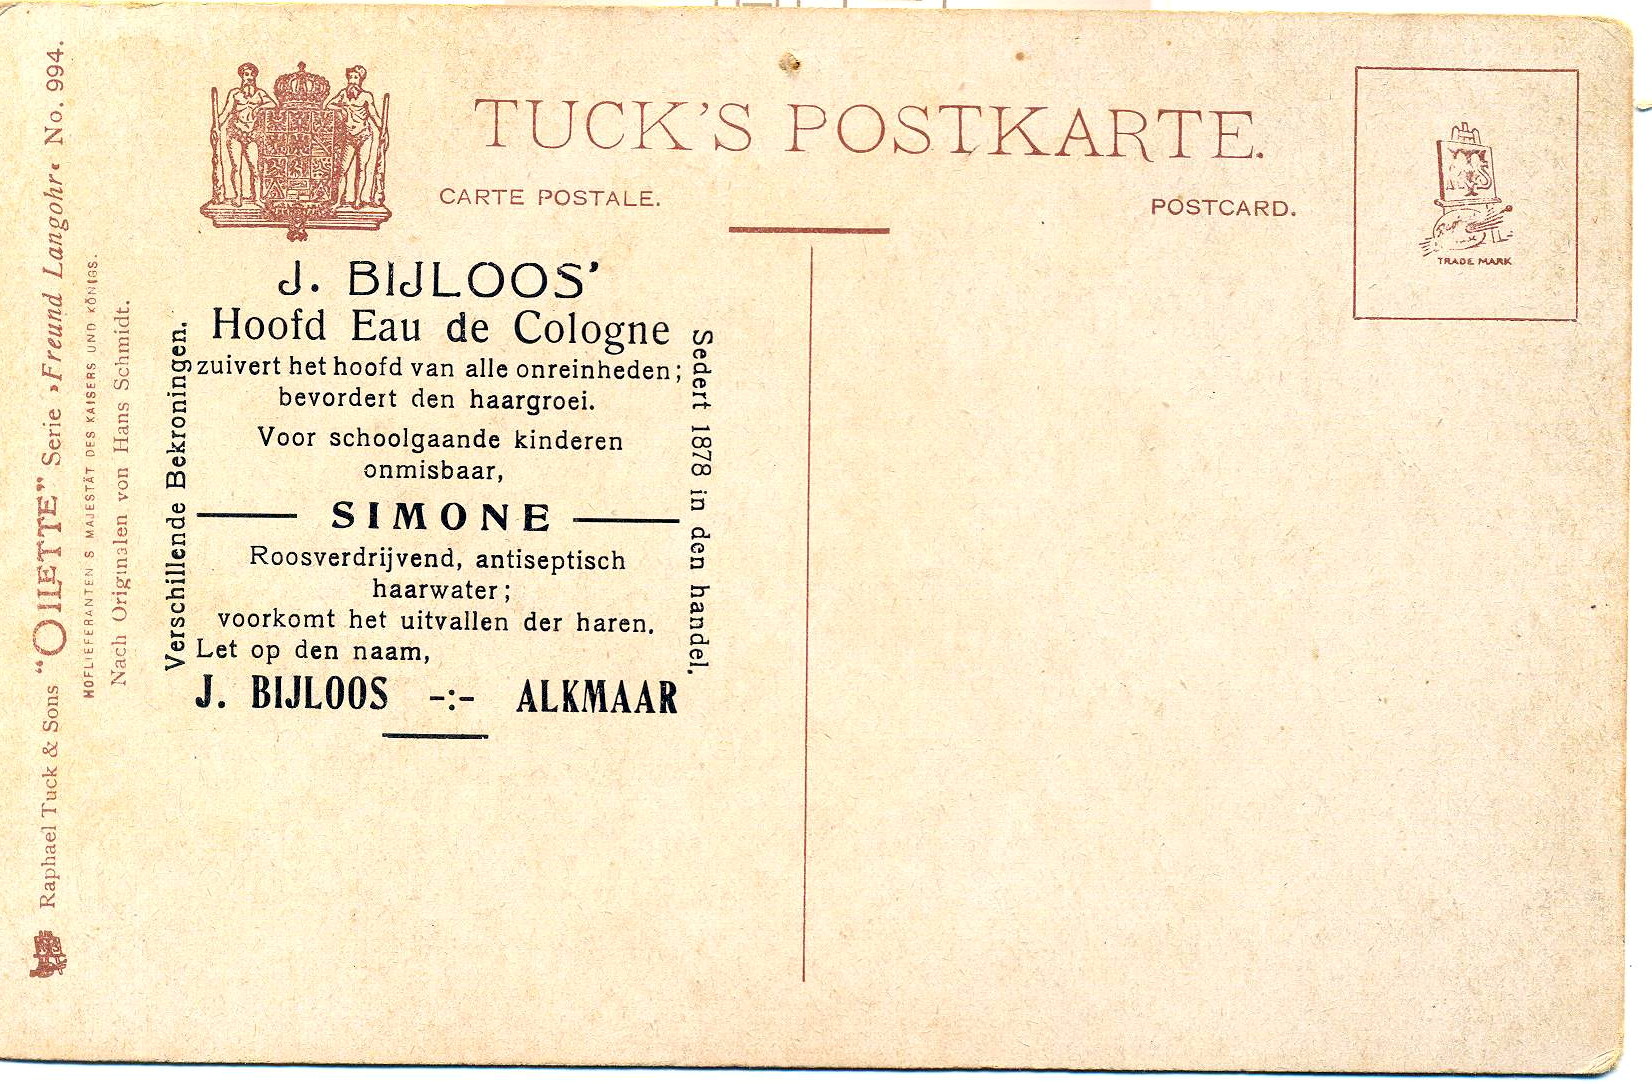 Raphael Tuck & Sons “OILETTE” Serie »Freund Langohr« No. 994.
HOFLIEFERANTEN S MAJESTÄT DES KAISERS UND KÖNIGS.
Nach Originalen von Hans Schmidt.
TUCK'S POSTKARTE.
CARTE POSTALE.
POSTCARD.
TRADE MARK
J. BIJLOOS’
Hoofd Eau de Cologne
zuivert het hoofd van alle onreinheden;
bevordert den haargroei.
Voor schoolgaande kinderen
onmisbaar,
SIMONE
Roosverdrijvend, antiseptisch
haarwater;
voorkomt het uitvallen der haren.
Let op den naam,
J. BIJLOOS -:- ALKMAAR
Verschillende Bekroningen.
Sedert 1878 in den handel.